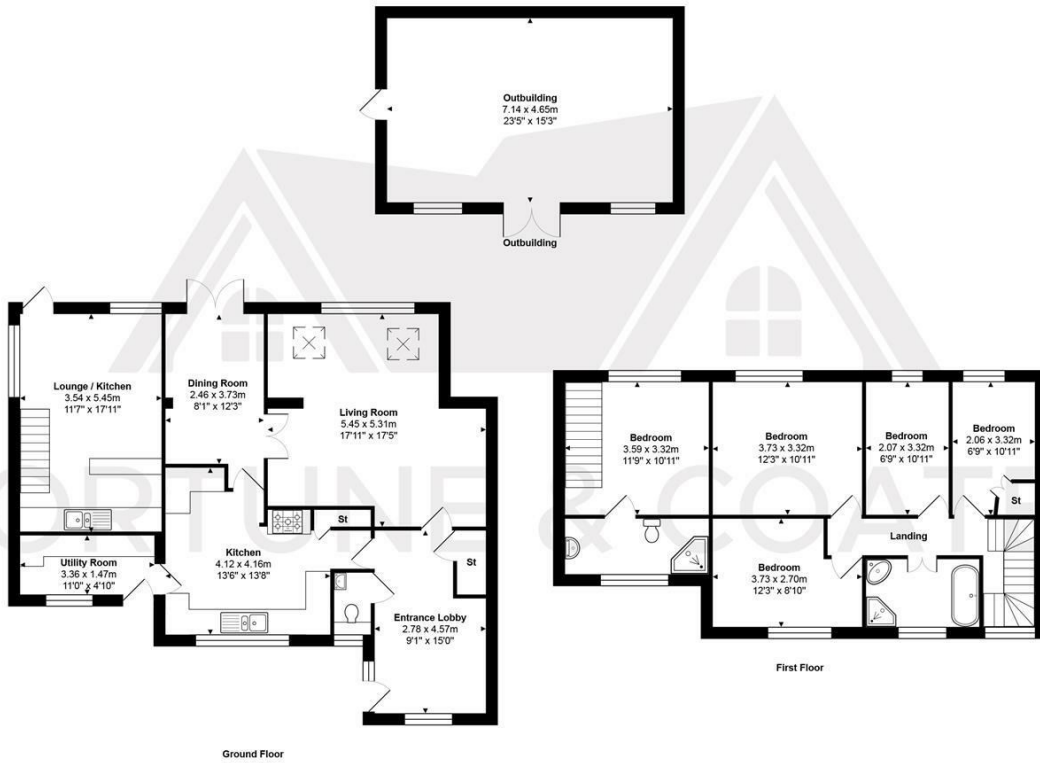 Outbuilding
7.14 x 4.65m
23'5" x 15'3"
Outbuilding
Lounge / Kitchen
3.54 x 5.45m
11'7" x 17'11"
Dining Room
2.46 x 3.73m
8'1" x 12'3"
Living Room
5.45 x 5.31m
17'11" x 17'5"
Utility Room
3.36 x 1.47m
11'0" x 4'10"
Kitchen
4.12 x 4.16m
13'6" x 13'8"
St
St
Entrance Lobby
2.78 x 4.57m
9'1" x 15'0"
Ground Floor
Bedroom
3.59 x 3.32m
11'9" x 10'11"
Bedroom
3.73 x 3.32m
12'3" x 10'11"
Bedroom
2.07 x 3.32m
6'9" x 10'11"
Bedroom
2.06 x 3.32m
6'9" x 10'11"
St
Landing
Bedroom
3.73 x 2.70m
12'3" x 8'10"
First Floor
ORTUNE & COATE